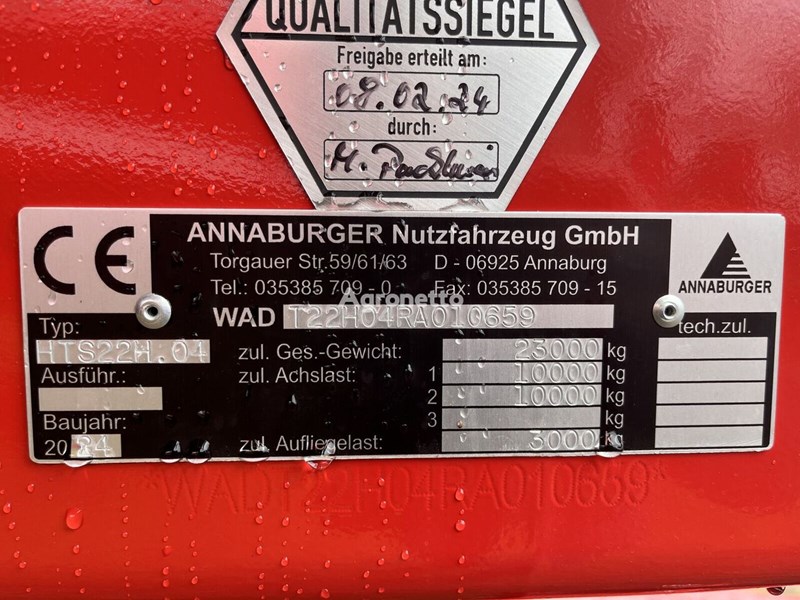 QUALITÄTSSIEGEL
Freigabe erteilt am:
08.02.24
durch:
M.
CE
ANNABURGER Nutzfahrzeug GmbH
Torgauer Str.59/61/63 D - 06925 Annaburg
Tel.: 035385 709 - 0 Fax: 035385 709 - 15
ANNABURGER
WAD T22H04RA010659
Agronetto
Typ:
HTS22H.04
Ausführ.:
Baujahr:
20 24
tech.zul.
zul. Ges.-Gewicht: 23000 kg
zul. Achslast: 1 10000 kg
2 10000 kg
3 kg
zul. Aufliegelast: 3000 kg
*WADT22H04RA010659*